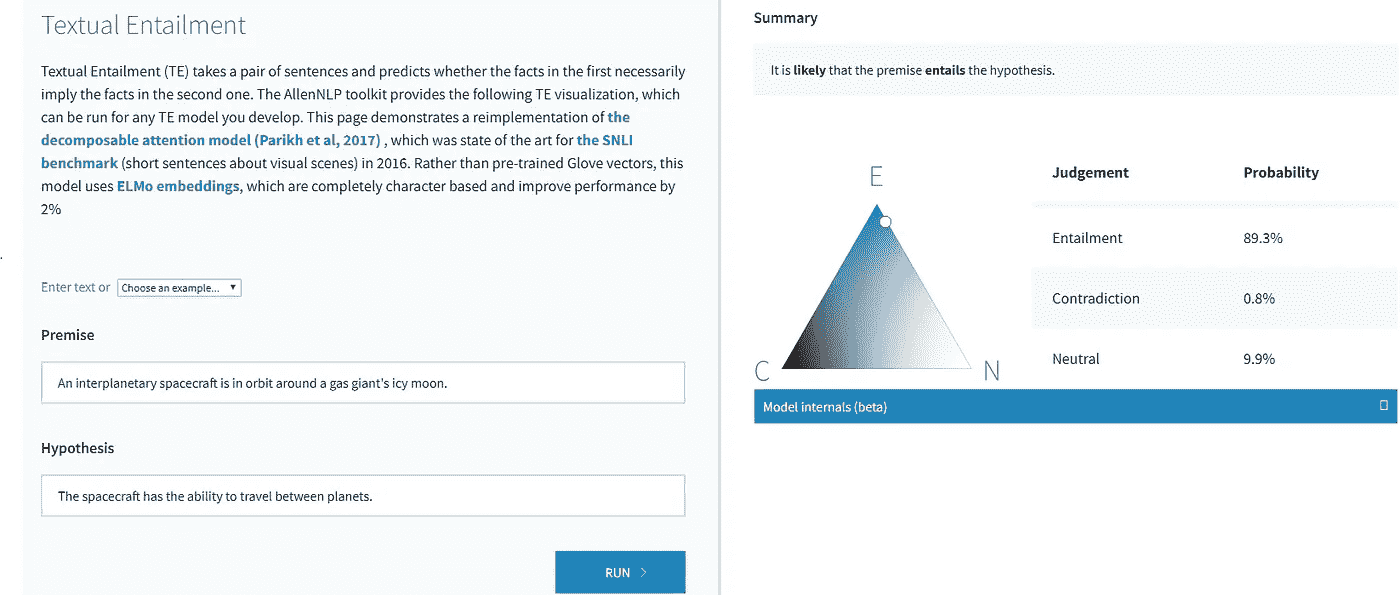 Textual Entailment
Textual Entailment (TE) takes a pair of sentences and predicts whether the facts in the first necessarily
imply the facts in the second one. The AllenNLP toolkit provides the following TE visualization, which
can be run for any TE model you develop. This page demonstrates a reimplementation of the
decomposable attention model (Parikh et al, 2017) , which was state of the art for the SNLI
benchmark (short sentences about visual scenes) in 2016. Rather than pre-trained Glove vectors, this
model uses ELMo embeddings, which are completely character based and improve performance by
2%
Enter text or Choose an example...
Premise
An interplanetary spacecraft is in orbit around a gas giant's icy moon.
Hypothesis
The spacecraft has the ability to travel between planets.
RUN
Summary
It is likely that the premise entails the hypothesis.
E
C
N
Judgement Probability
Entailment 89.3%
Contradiction 0.8%
Neutral 9.9%
Model internals (beta)